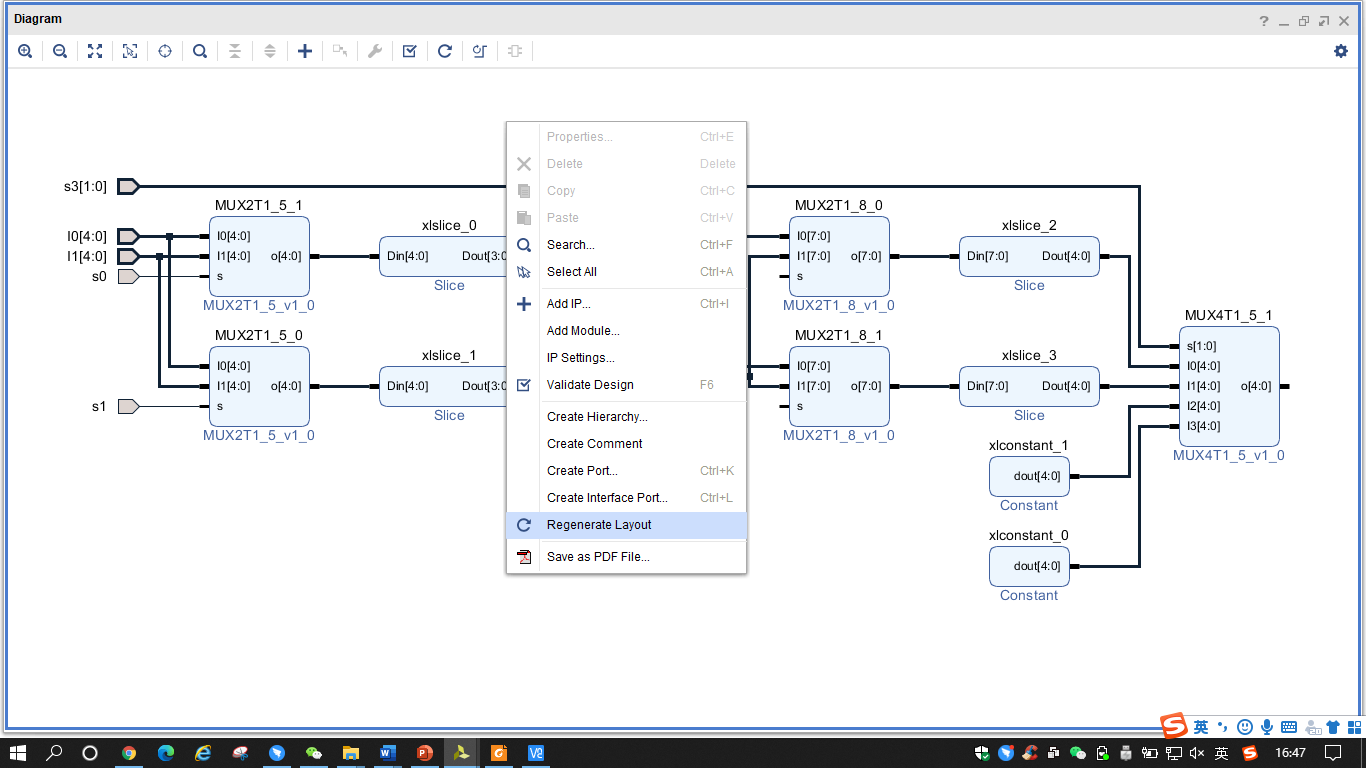 Diagram
s3[1:0]
I0[4:0]
I1[4:0]
s0
s1
MUX2T1_5_1
I0[4:0]
I1[4:0]
s
o[4:0]
MUX2T1_5_v1_0
MUX2T1_5_0
I0[4:0]
I1[4:0]
s
o[4:0]
MUX2T1_5_v1_0
xlslice_0
Din[4:0]
Dout[3:0
Slice
xlslice_1
Din[4:0]
Dout[3:0
Slice
Properties... Ctrl+E
Delete Delete
Copy Ctrl+C
Paste Ctrl+V
Search... Ctrl+F
Select All Ctrl+A
Add IP... Ctrl+I
Add Module...
IP Settings...
Validate Design F6
Create Hierarchy...
Create Comment
Create Port... Ctrl+K
Create Interface Port... Ctrl+L
Regenerate Layout
Save as PDF File...
MUX2T1_8_0
I0[7:0]
I1[7:0]
s
o[7:0]
MUX2T1_8_v1_0
MUX2T1_8_1
I0[7:0]
I1[7:0]
s
o[7:0]
MUX2T1_8_v1_0
xlslice_2
Din[7:0]
Dout[4:0]
Slice
xlslice_3
Din[7:0]
Dout[4:0]
Slice
xlconstant_1
dout[4:0]
Constant
xlconstant_0
dout[4:0]
Constant
MUX4T1_5_1
s[1:0]
I0[4:0]
I1[4:0]
I2[4:0]
I3[4:0]
o[4:0]
MUX4T1_5_v1_0
英
英
16:47